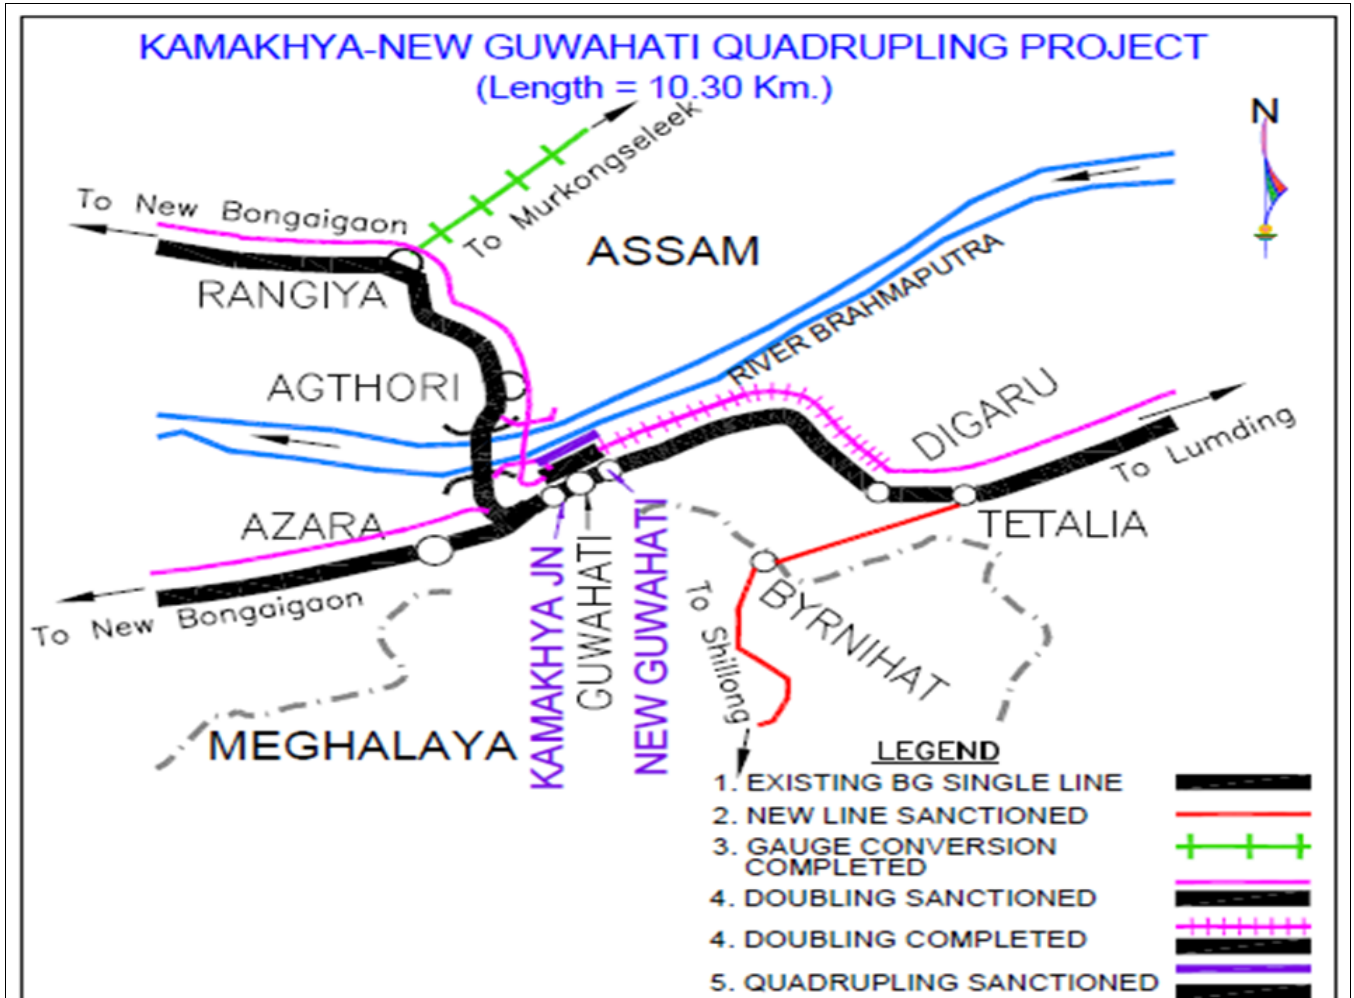 KAMAKHYA-NEW GUWAHATI QUADRUPLING PROJECT
(Length = 10.30 Km.)
N
To Murkongseleek
To New Bongaigaon
ASSAM
RANGIYA
RIVER BRAHMAPUTRA
AGTHORI
DIGARU
To Lumding
AZARA
TETALIA
To New Bongaigaon
KAMAKHYA JN
GUWAHATI
NEW GUWAHATI
BYRNIHAT
To Shillong
MEGHALAYA
LEGEND
1. EXISTING BG SINGLE LINE
2. NEW LINE SANCTIONED
3. GAUGE CONVERSION
COMPLETED
4. DOUBLING SANCTIONED
4. DOUBLING COMPLETED
5. QUADRUPLING SANCTIONED